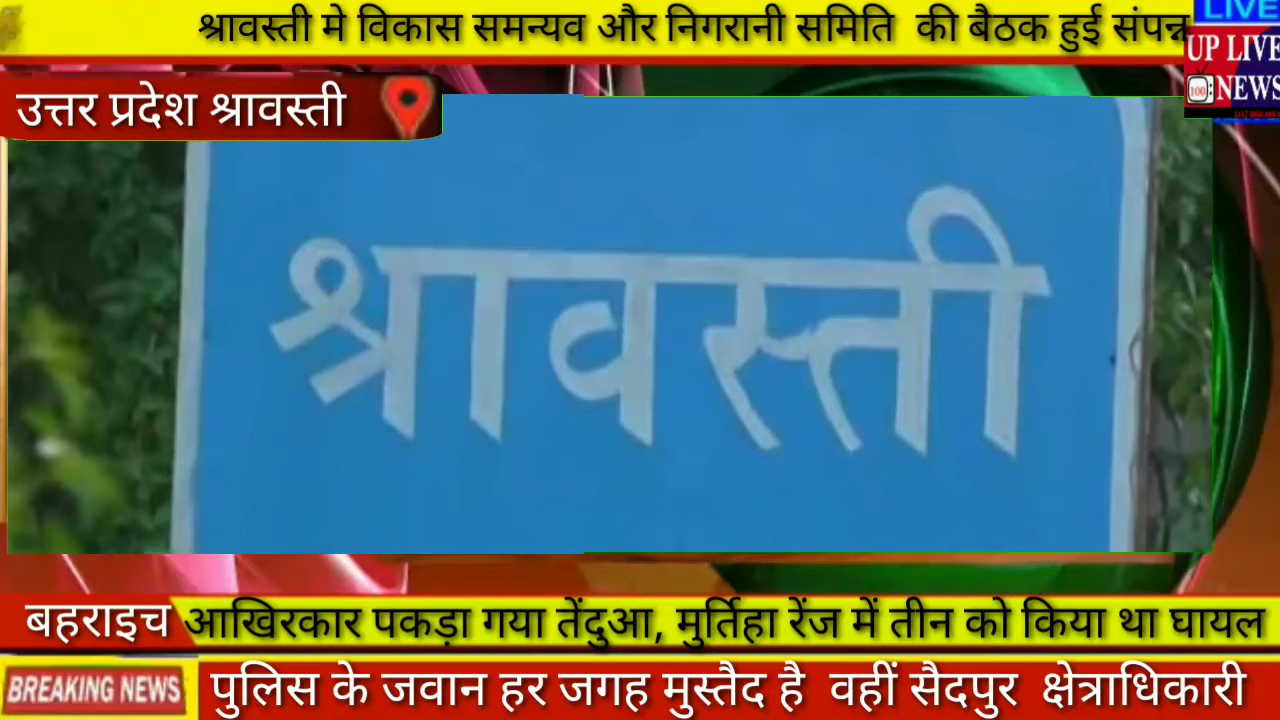 श्रावस्ती मे विकास समन्यव और निगरानी समिति की बैठक हुई संपन्न
LIVE
UP LIVE
100 NEWS
उत्तर प्रदेश श्रावस्ती
श्रावस्ती
बहराइच आखिरकार पकड़ा गया तेंदुआ, मुर्तिहा रेंज में तीन को किया था घायल
BREAKING NEWS पुलिस के जवान हर जगह मुस्तैद है वहीं सैदपुर क्षेत्राधिकारी